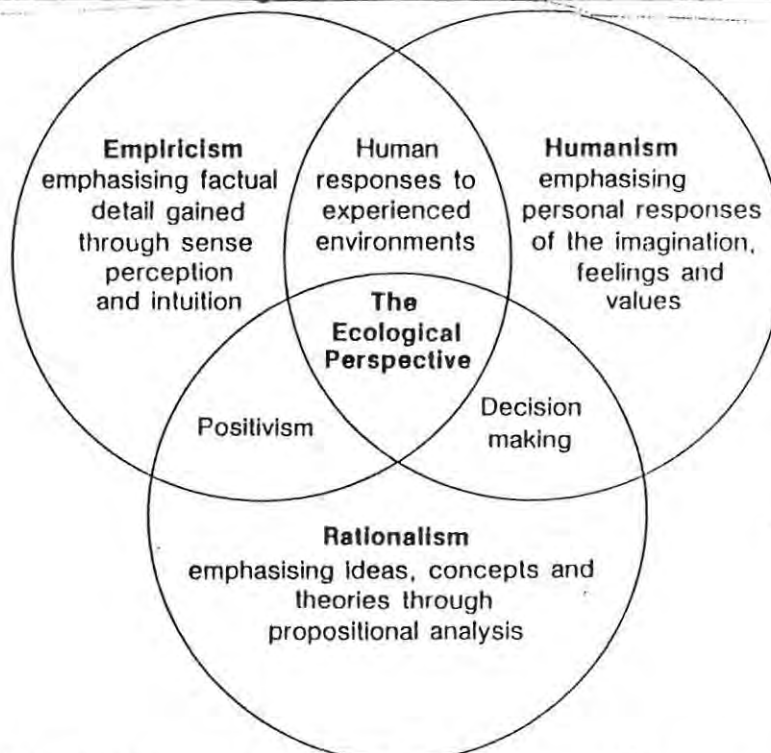 Empiricism
emphasising factual
detail gained
through sense
perception
and intuition
Human
responses to
experienced
environments
Humanism
emphasising
personal responses
of the imagination,
feelings and
values
The
Ecological
Perspective
Positivism
Decision
making
Rationalism
emphasising ideas, concepts and
theories through
propositional analysis